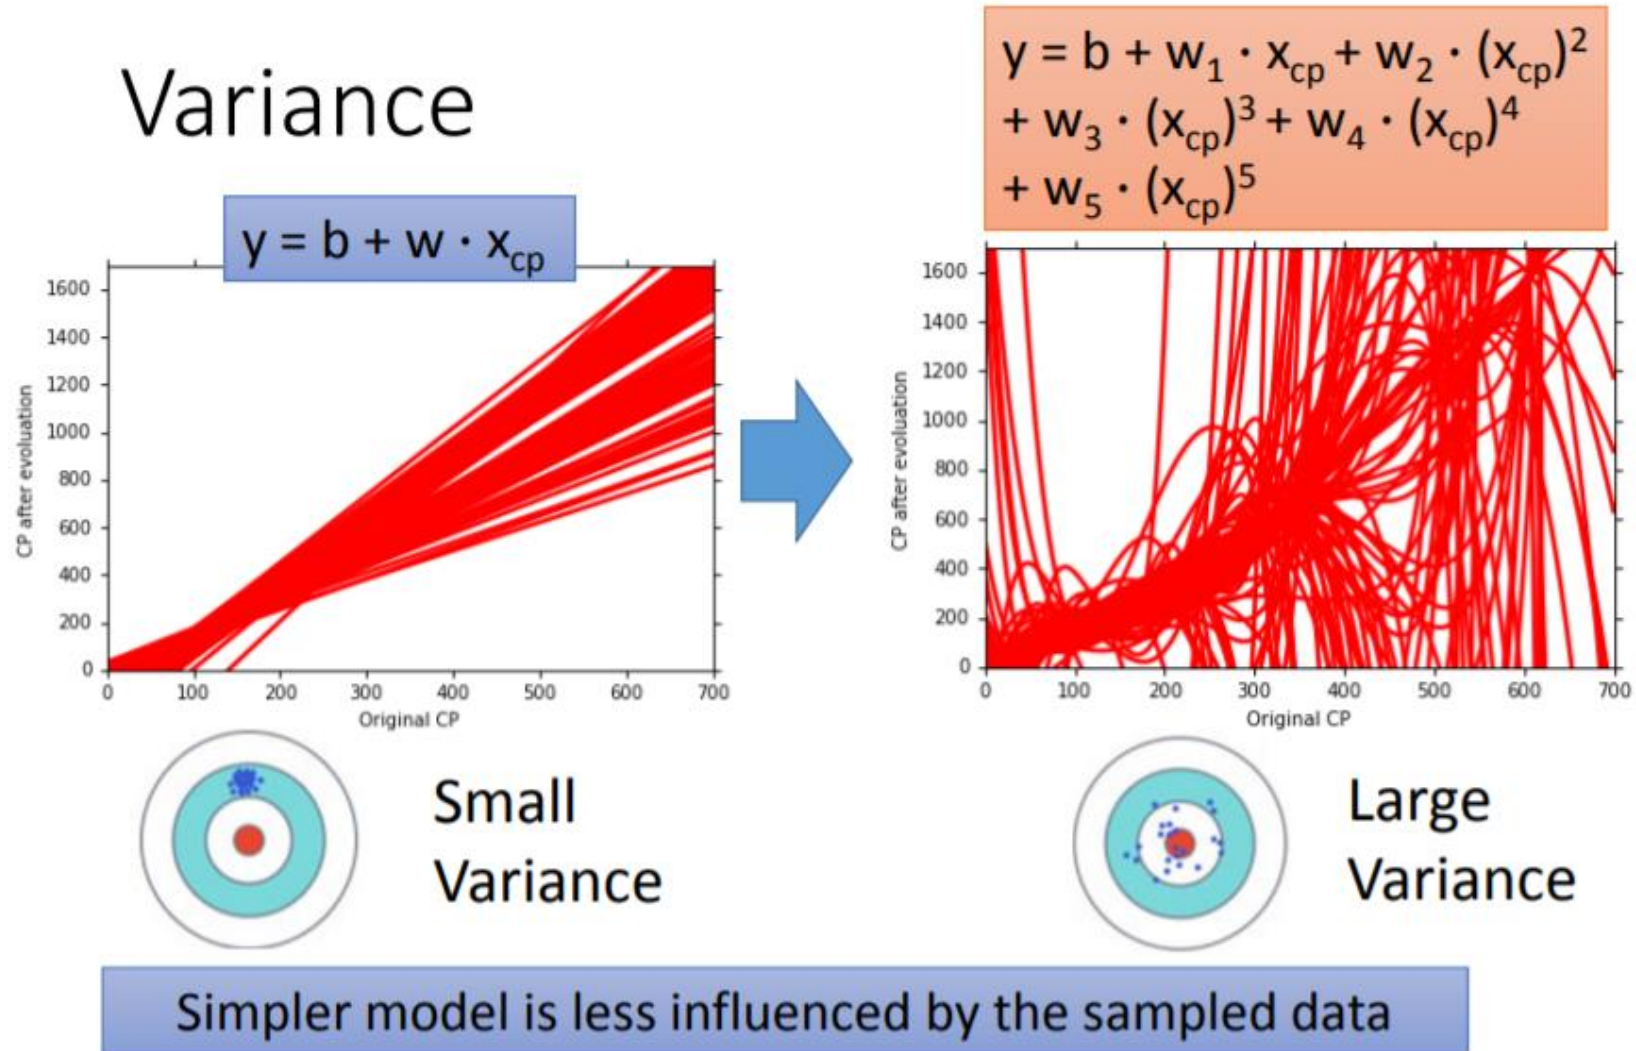 Variance
y = b + w · x_cp
y = b + w₁ · x_cp + w₂ · (x_cp)²
+ w₃ · (x_cp)³ + w₄ · (x_cp)⁴
+ w₅ · (x_cp)⁵
1600
1400
1200
1000
800
600
400
200
0
CP after evoluation
0 100 200 300 400 500 600 700
Original CP
1600
1400
1200
1000
800
600
400
200
0
CP after evoluation
0 100 200 300 400 500 600 700
Original CP
Small
Variance
Large
Variance
Simpler model is less influenced by the sampled data